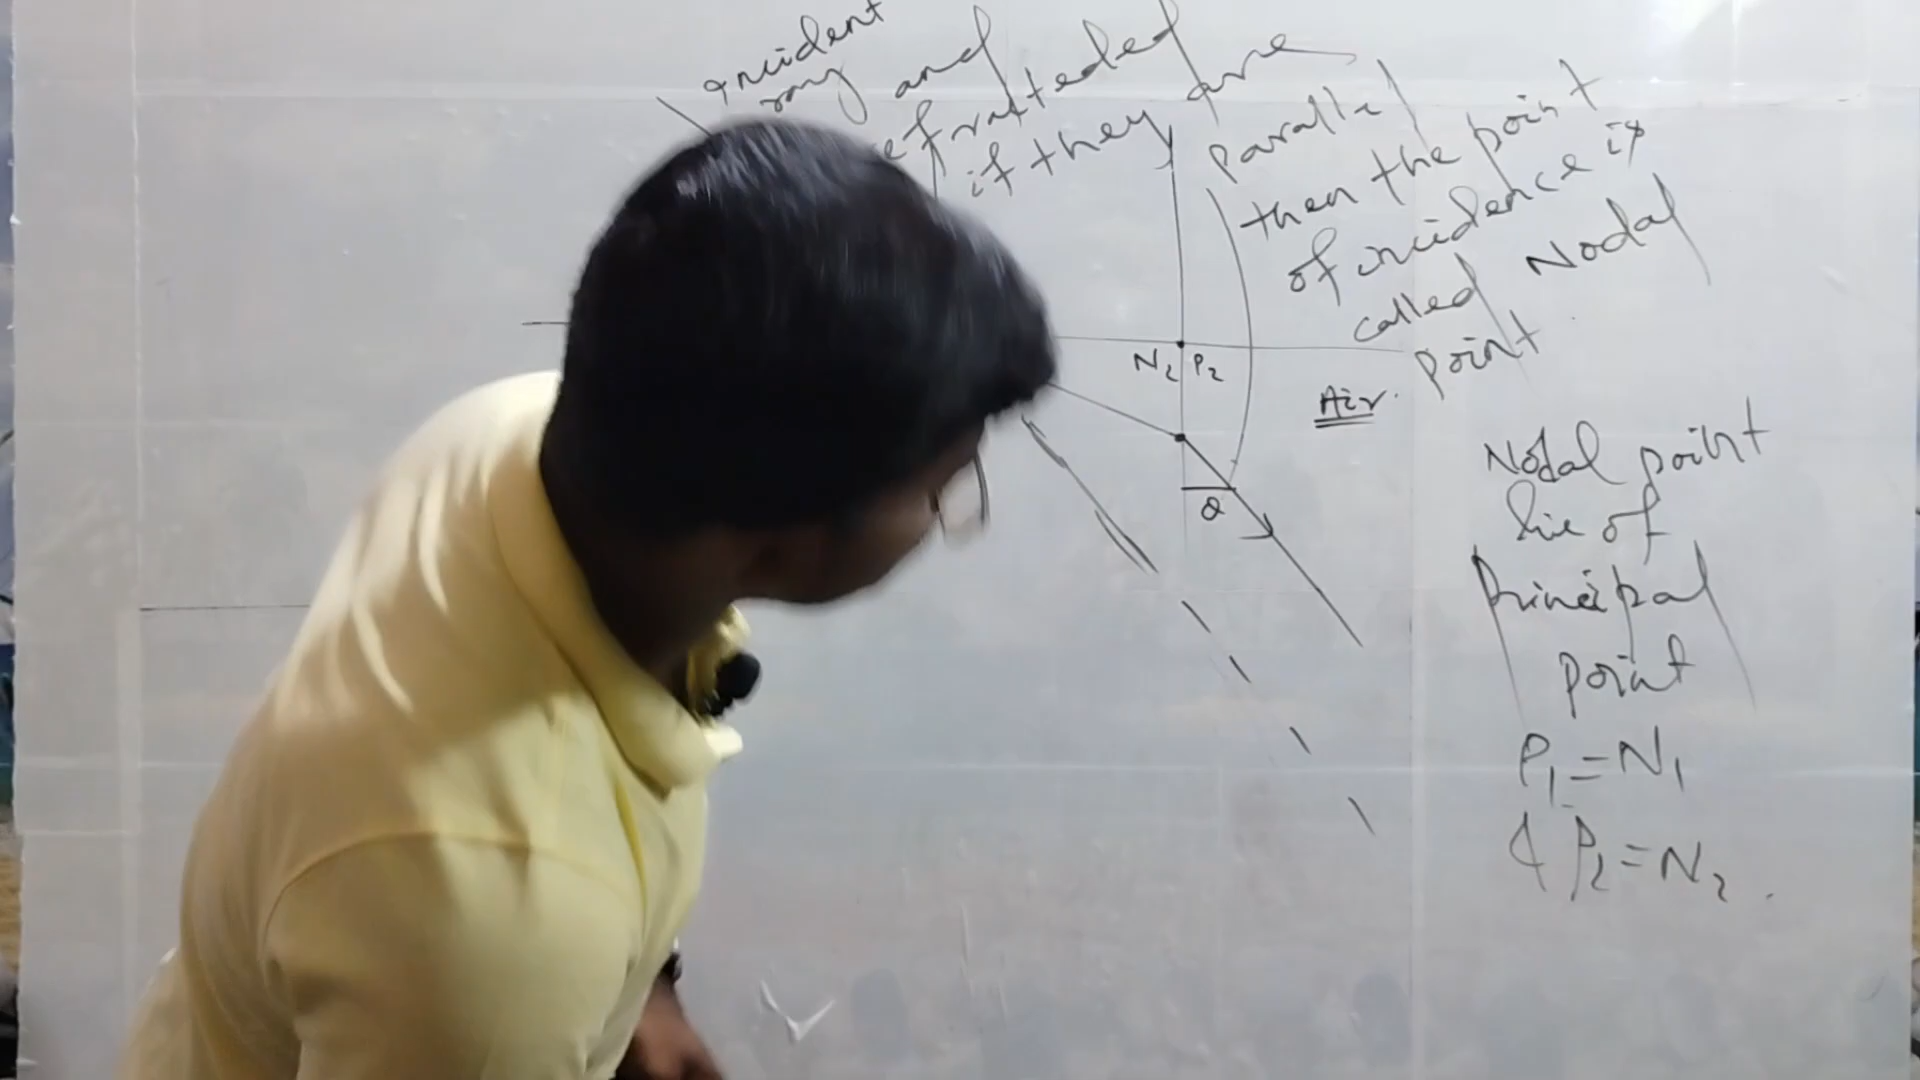 incident
ray and
refrateded
if they are
parallel
then the point
of incidence is
called Nodal
point
N₂ P₂
Air.
θ
Nodal point
lie of
Principal
point
P₁ = N₁
& P₂ = N₂.